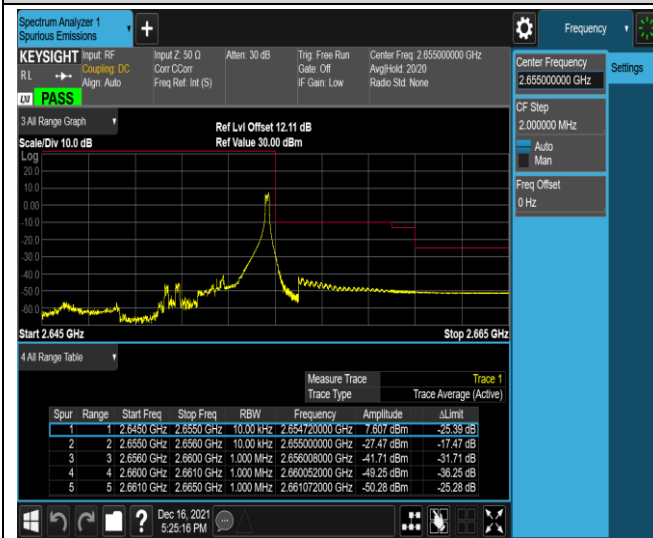 Spectrum Analyzer 1
Spurious Emissions
Frequency
KEYSIGHT
Input: RF
Input Z: 50 Ω
Atten: 30 dB
Trig: Free Run
Center Freq: 2.655000000 GHz
RL
Coupling: DC
Corr CCorr
Gate: Off
Avg|Hold: 20/20
Align: Auto
Freq Ref: Int (S)
IF Gain: Low
Radio Std: None
LXI
PASS
Center Frequency
2.655000000 GHz
Settings
CF Step
2.000000 MHz
Auto
Man
Freq Offset
0 Hz
3 All Range Graph
Ref Lvl Offset 12.11 dB
Scale/Div 10.0 dB
Ref Value 30.00 dBm
Log
20.0
10.0
0.00
-10.0
-20.0
-30.0
-40.0
-50.0
-60.0
Start 2.645 GHz
Stop 2.665 GHz
4 All Range Table
Measure Trace Trace 1
Trace Type Trace Average (Active)
Spur Range Start Freq Stop Freq RBW Frequency Amplitude ΔLimit
1 1 2.6450 GHz 2.6550 GHz 10.00 kHz 2.654720000 GHz 7.607 dBm -25.39 dB
2 2 2.6550 GHz 2.6560 GHz 10.00 kHz 2.655000000 GHz -27.47 dBm -17.47 dB
3 3 2.6560 GHz 2.6600 GHz 1.000 MHz 2.656008000 GHz -41.71 dBm -31.71 dB
4 4 2.6600 GHz 2.6610 GHz 1.000 MHz 2.660052000 GHz -49.25 dBm -36.25 dB
5 5 2.6610 GHz 2.6650 GHz 1.000 MHz 2.661072000 GHz -50.28 dBm -25.28 dB
Dec 16, 2021
5:25:16 PM